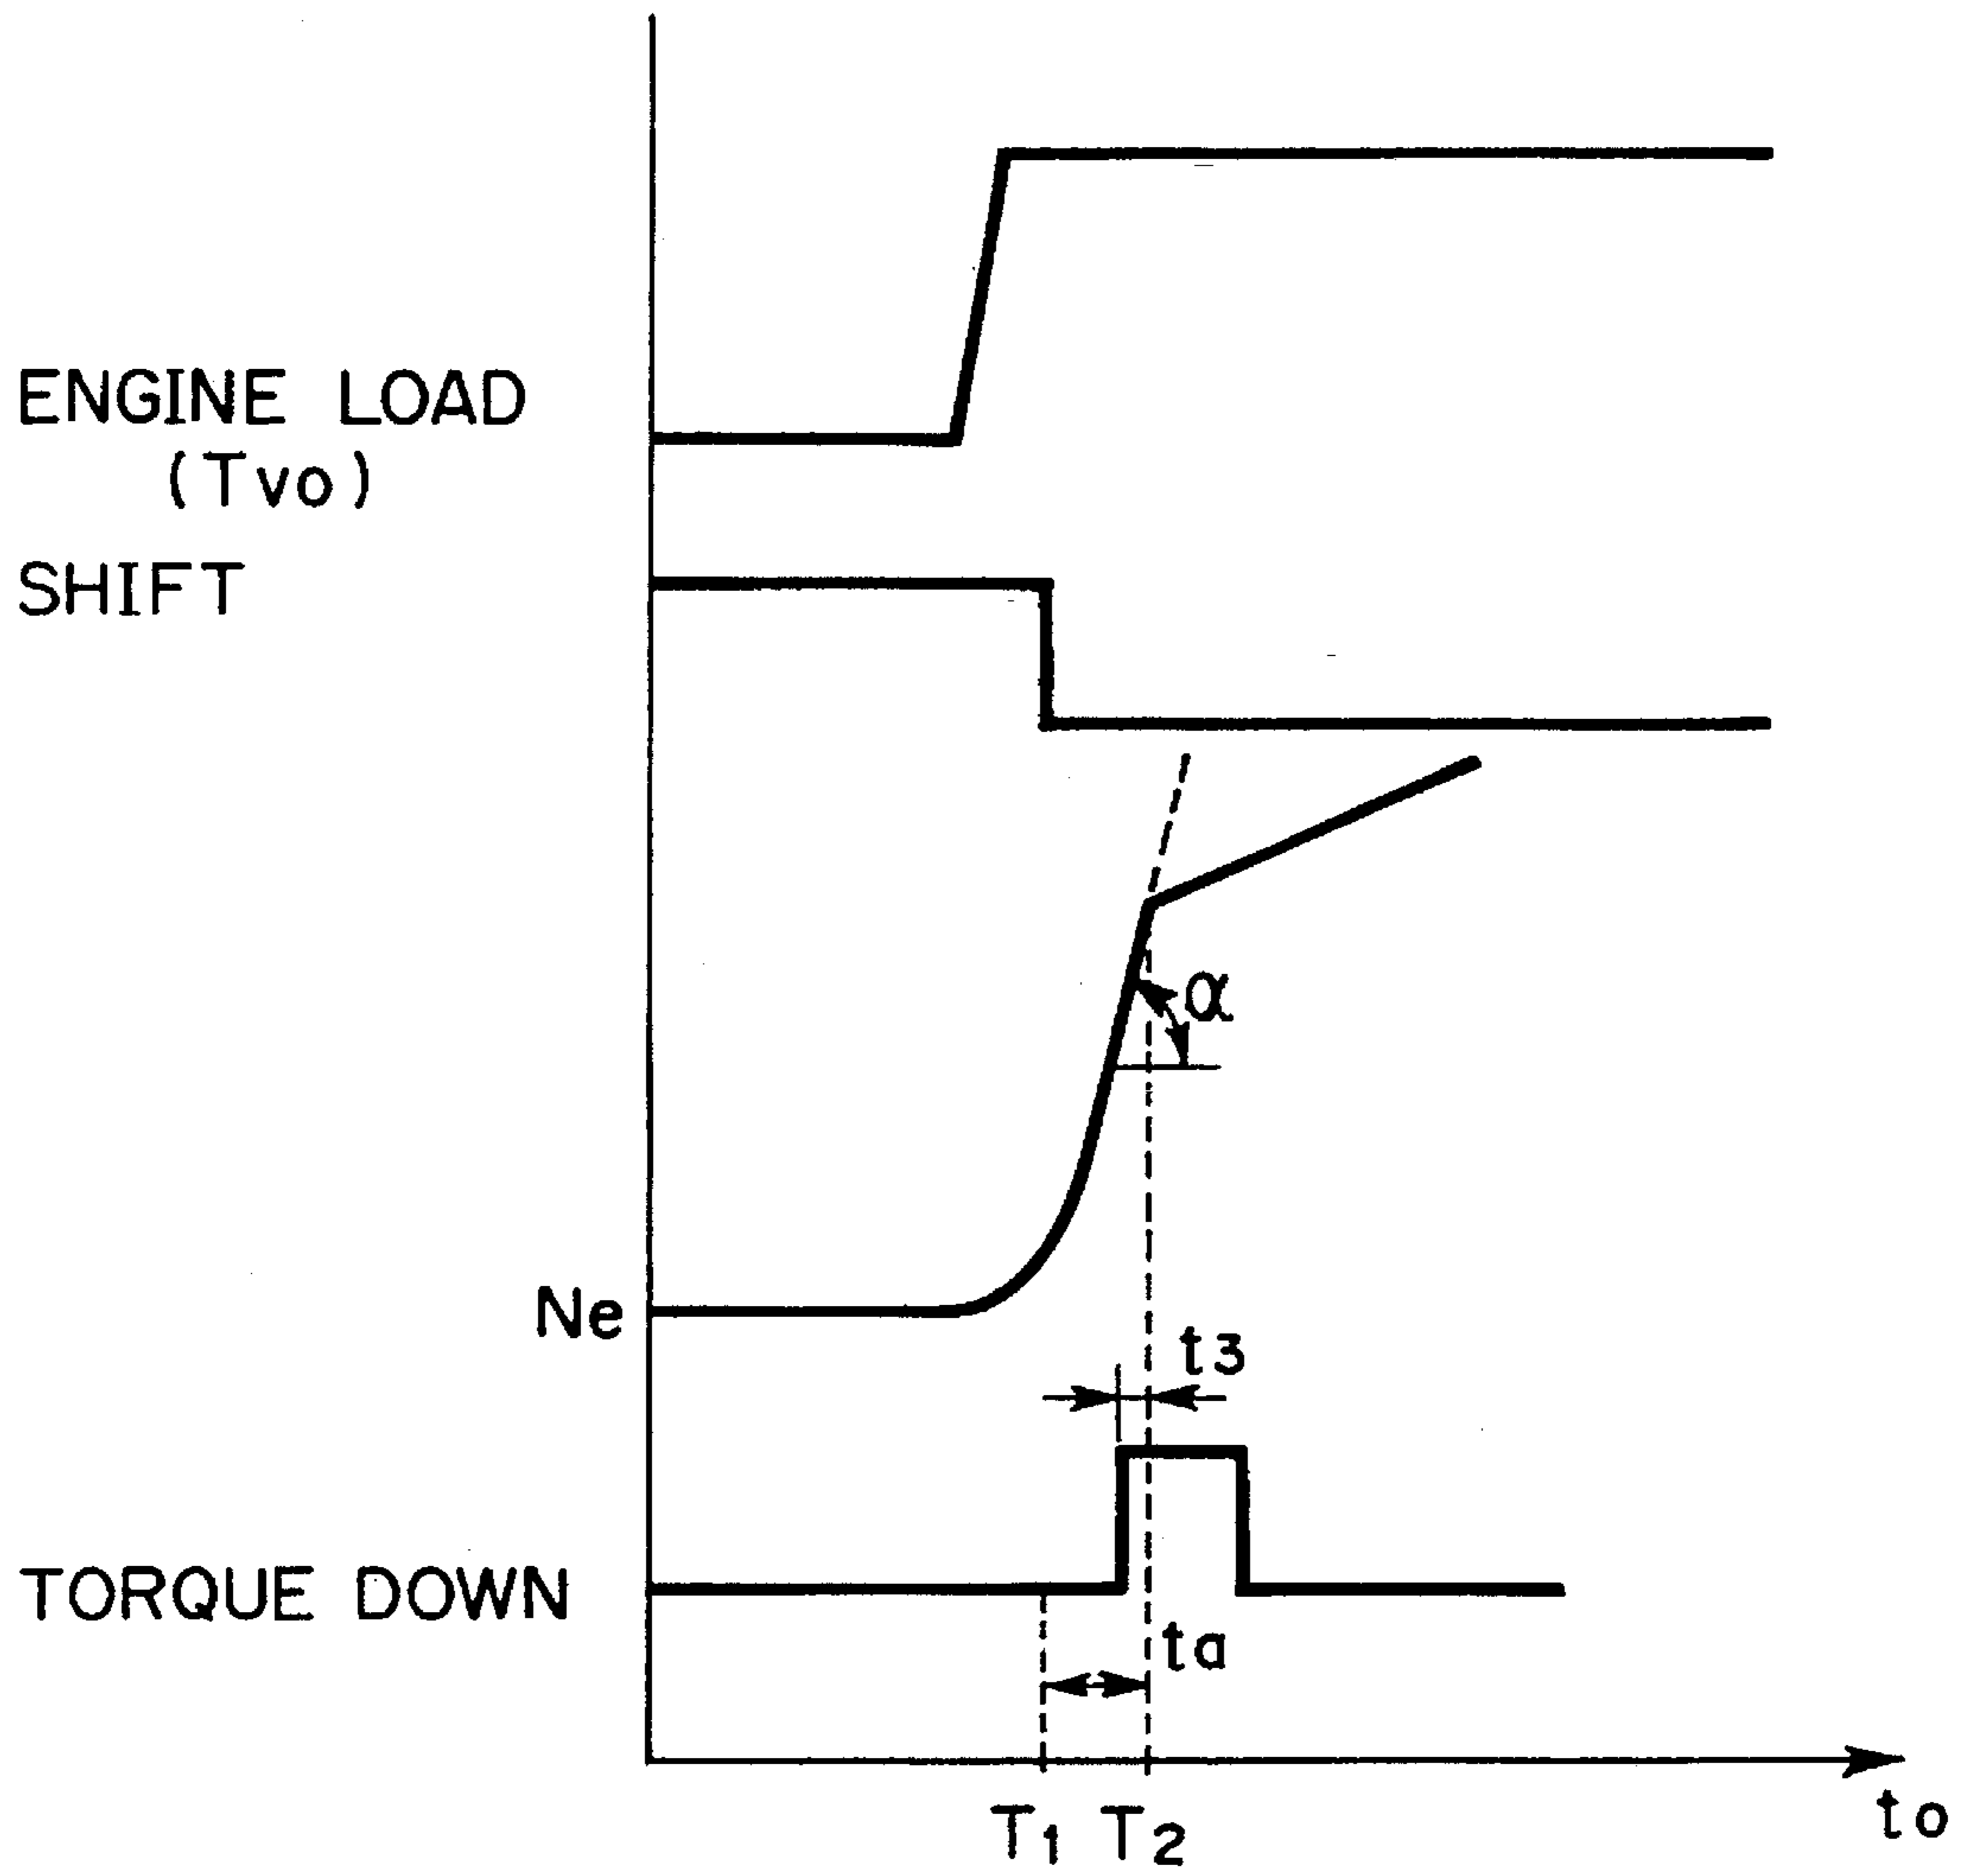 ENGINE LOAD
(Tvo)
SHIFT
α
Ne
t3
TORQUE DOWN
ta
T1 T2
to